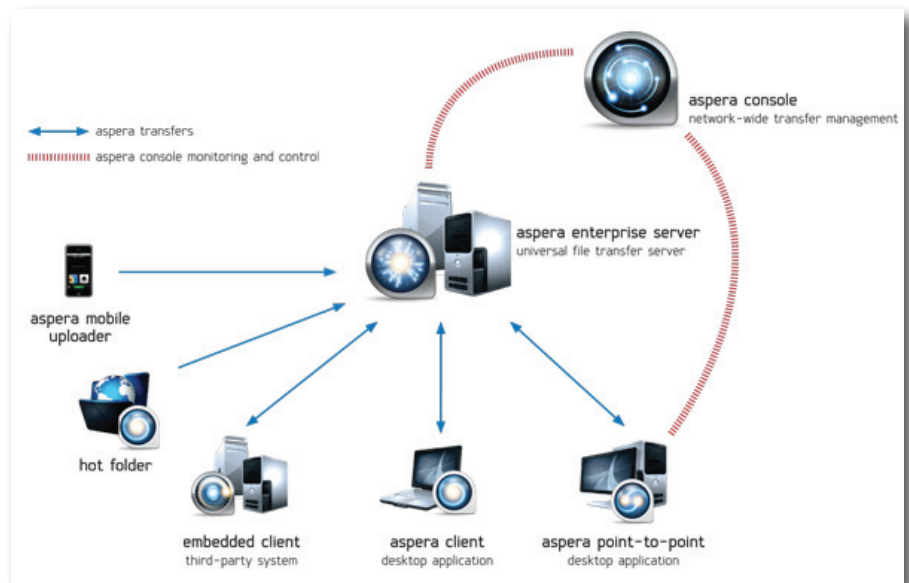 aspera console
network-wide transfer management
aspera transfers
aspera console monitoring and control
aspera enterprise server
universal file transfer server
aspera mobile
uploader
hot folder
embedded client
third-party system
aspera client
desktop application
aspera point-to-point
desktop application